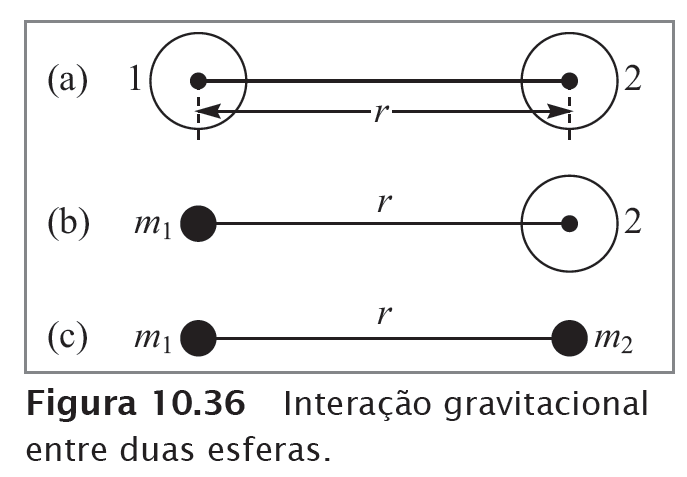 (a) 1 2
r
r
(b) m₁ 2
r
(c) m₁ m₂
Figura 10.36 Interação gravitacional
entre duas esferas.